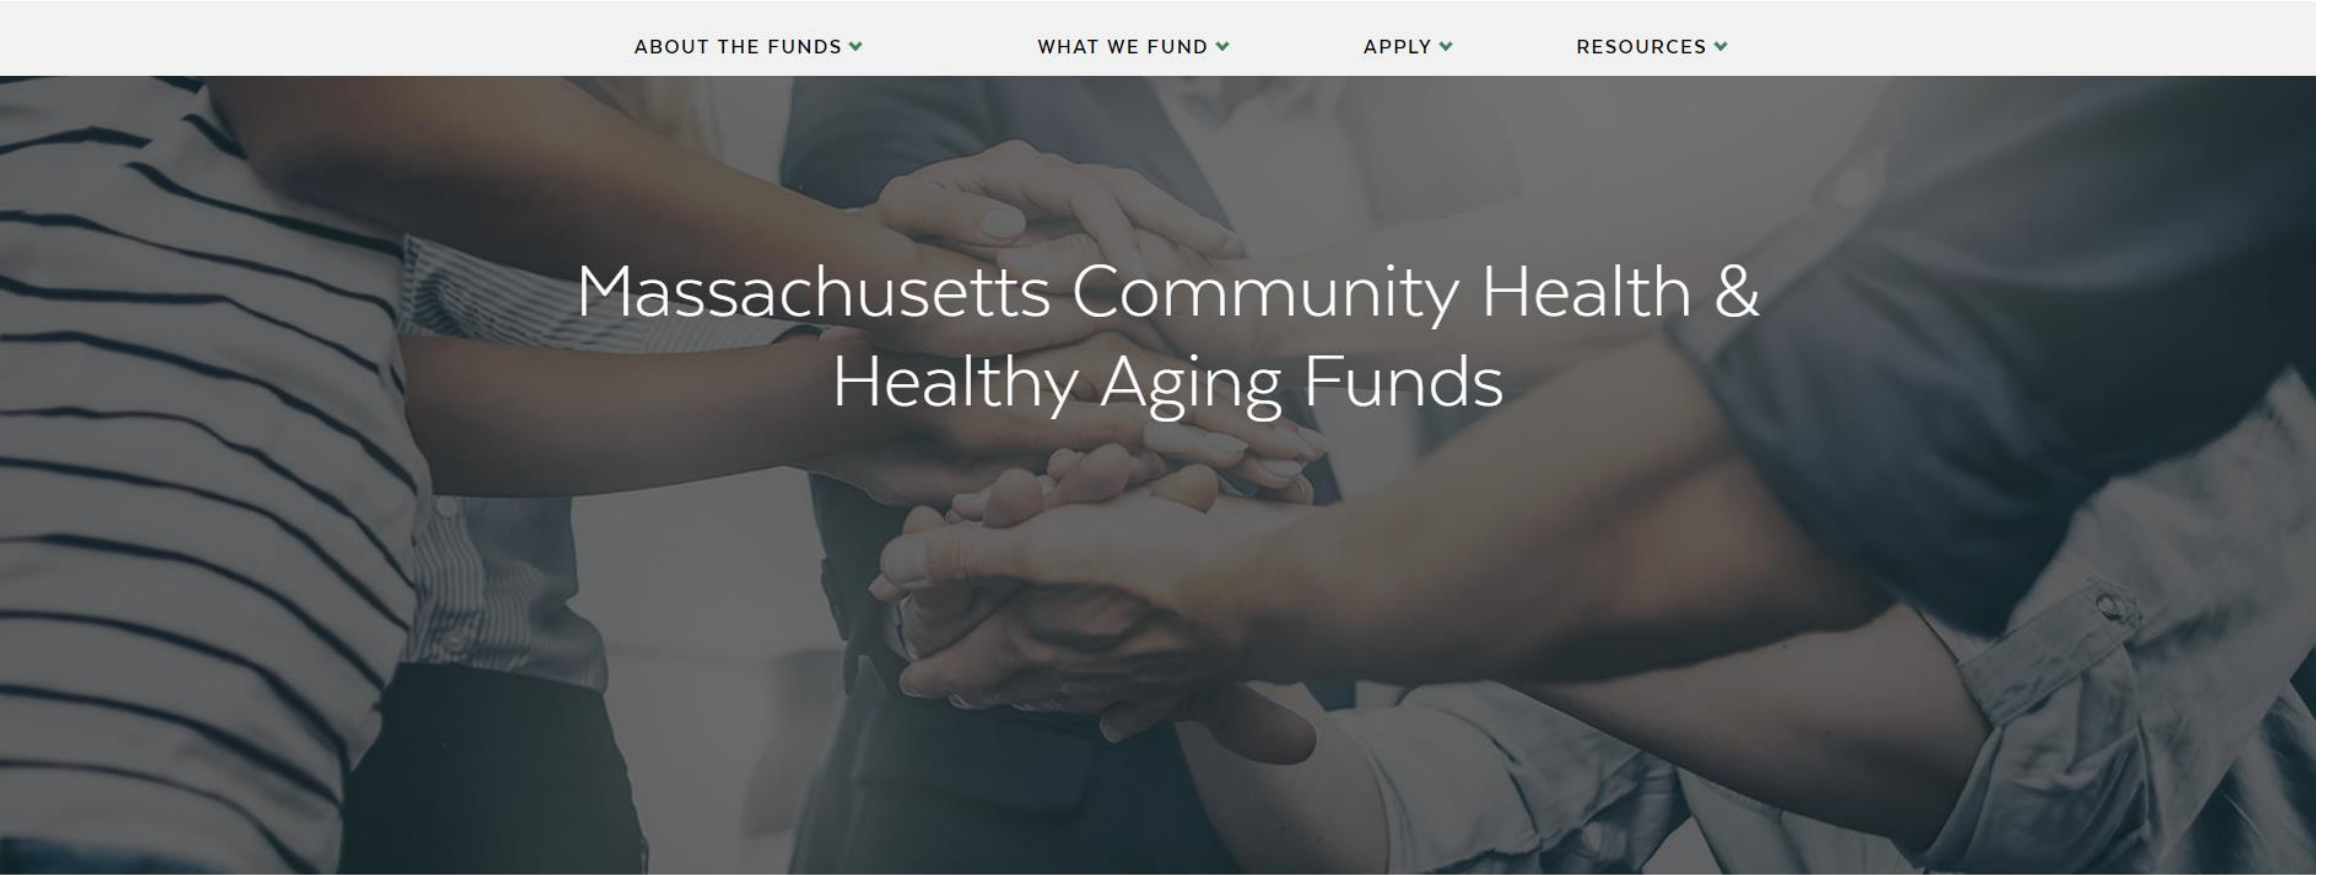 ABOUT THE FUNDS
WHAT WE FUND
APPLY
RESOURCES
Massachusetts Community Health &
Healthy Aging Funds